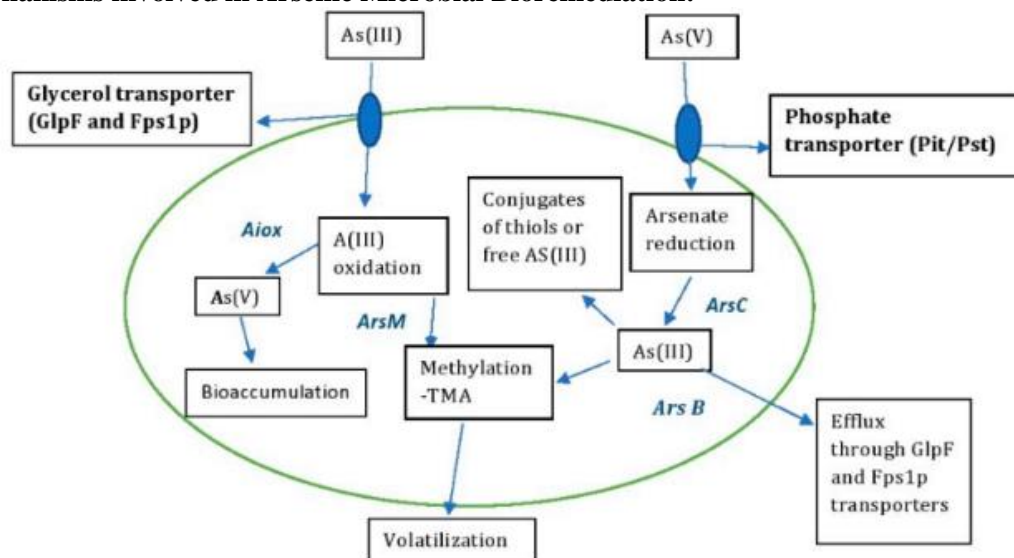 As(III)
As(V)
Glycerol transporter
(GlpF and Fps1p)
Phosphate
transporter (Pit/Pst)
Conjugates
of thiols or
free AS(III)
Arsenate
reduction
Aiox
A(III)
oxidation
As(V)
ArsM
ArsC
As(III)
Methylation
-TMA
Bioaccumulation
Ars B
Efflux
through GlpF
and Fps1p
transporters
Volatilization